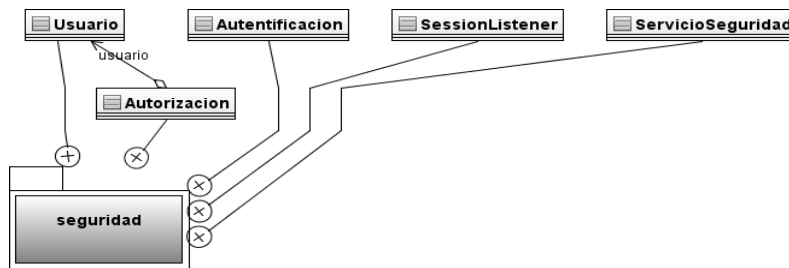 Usuario
Autentificacion
SessionListener
ServicioSeguridad
usuario
Autorizacion
seguridad